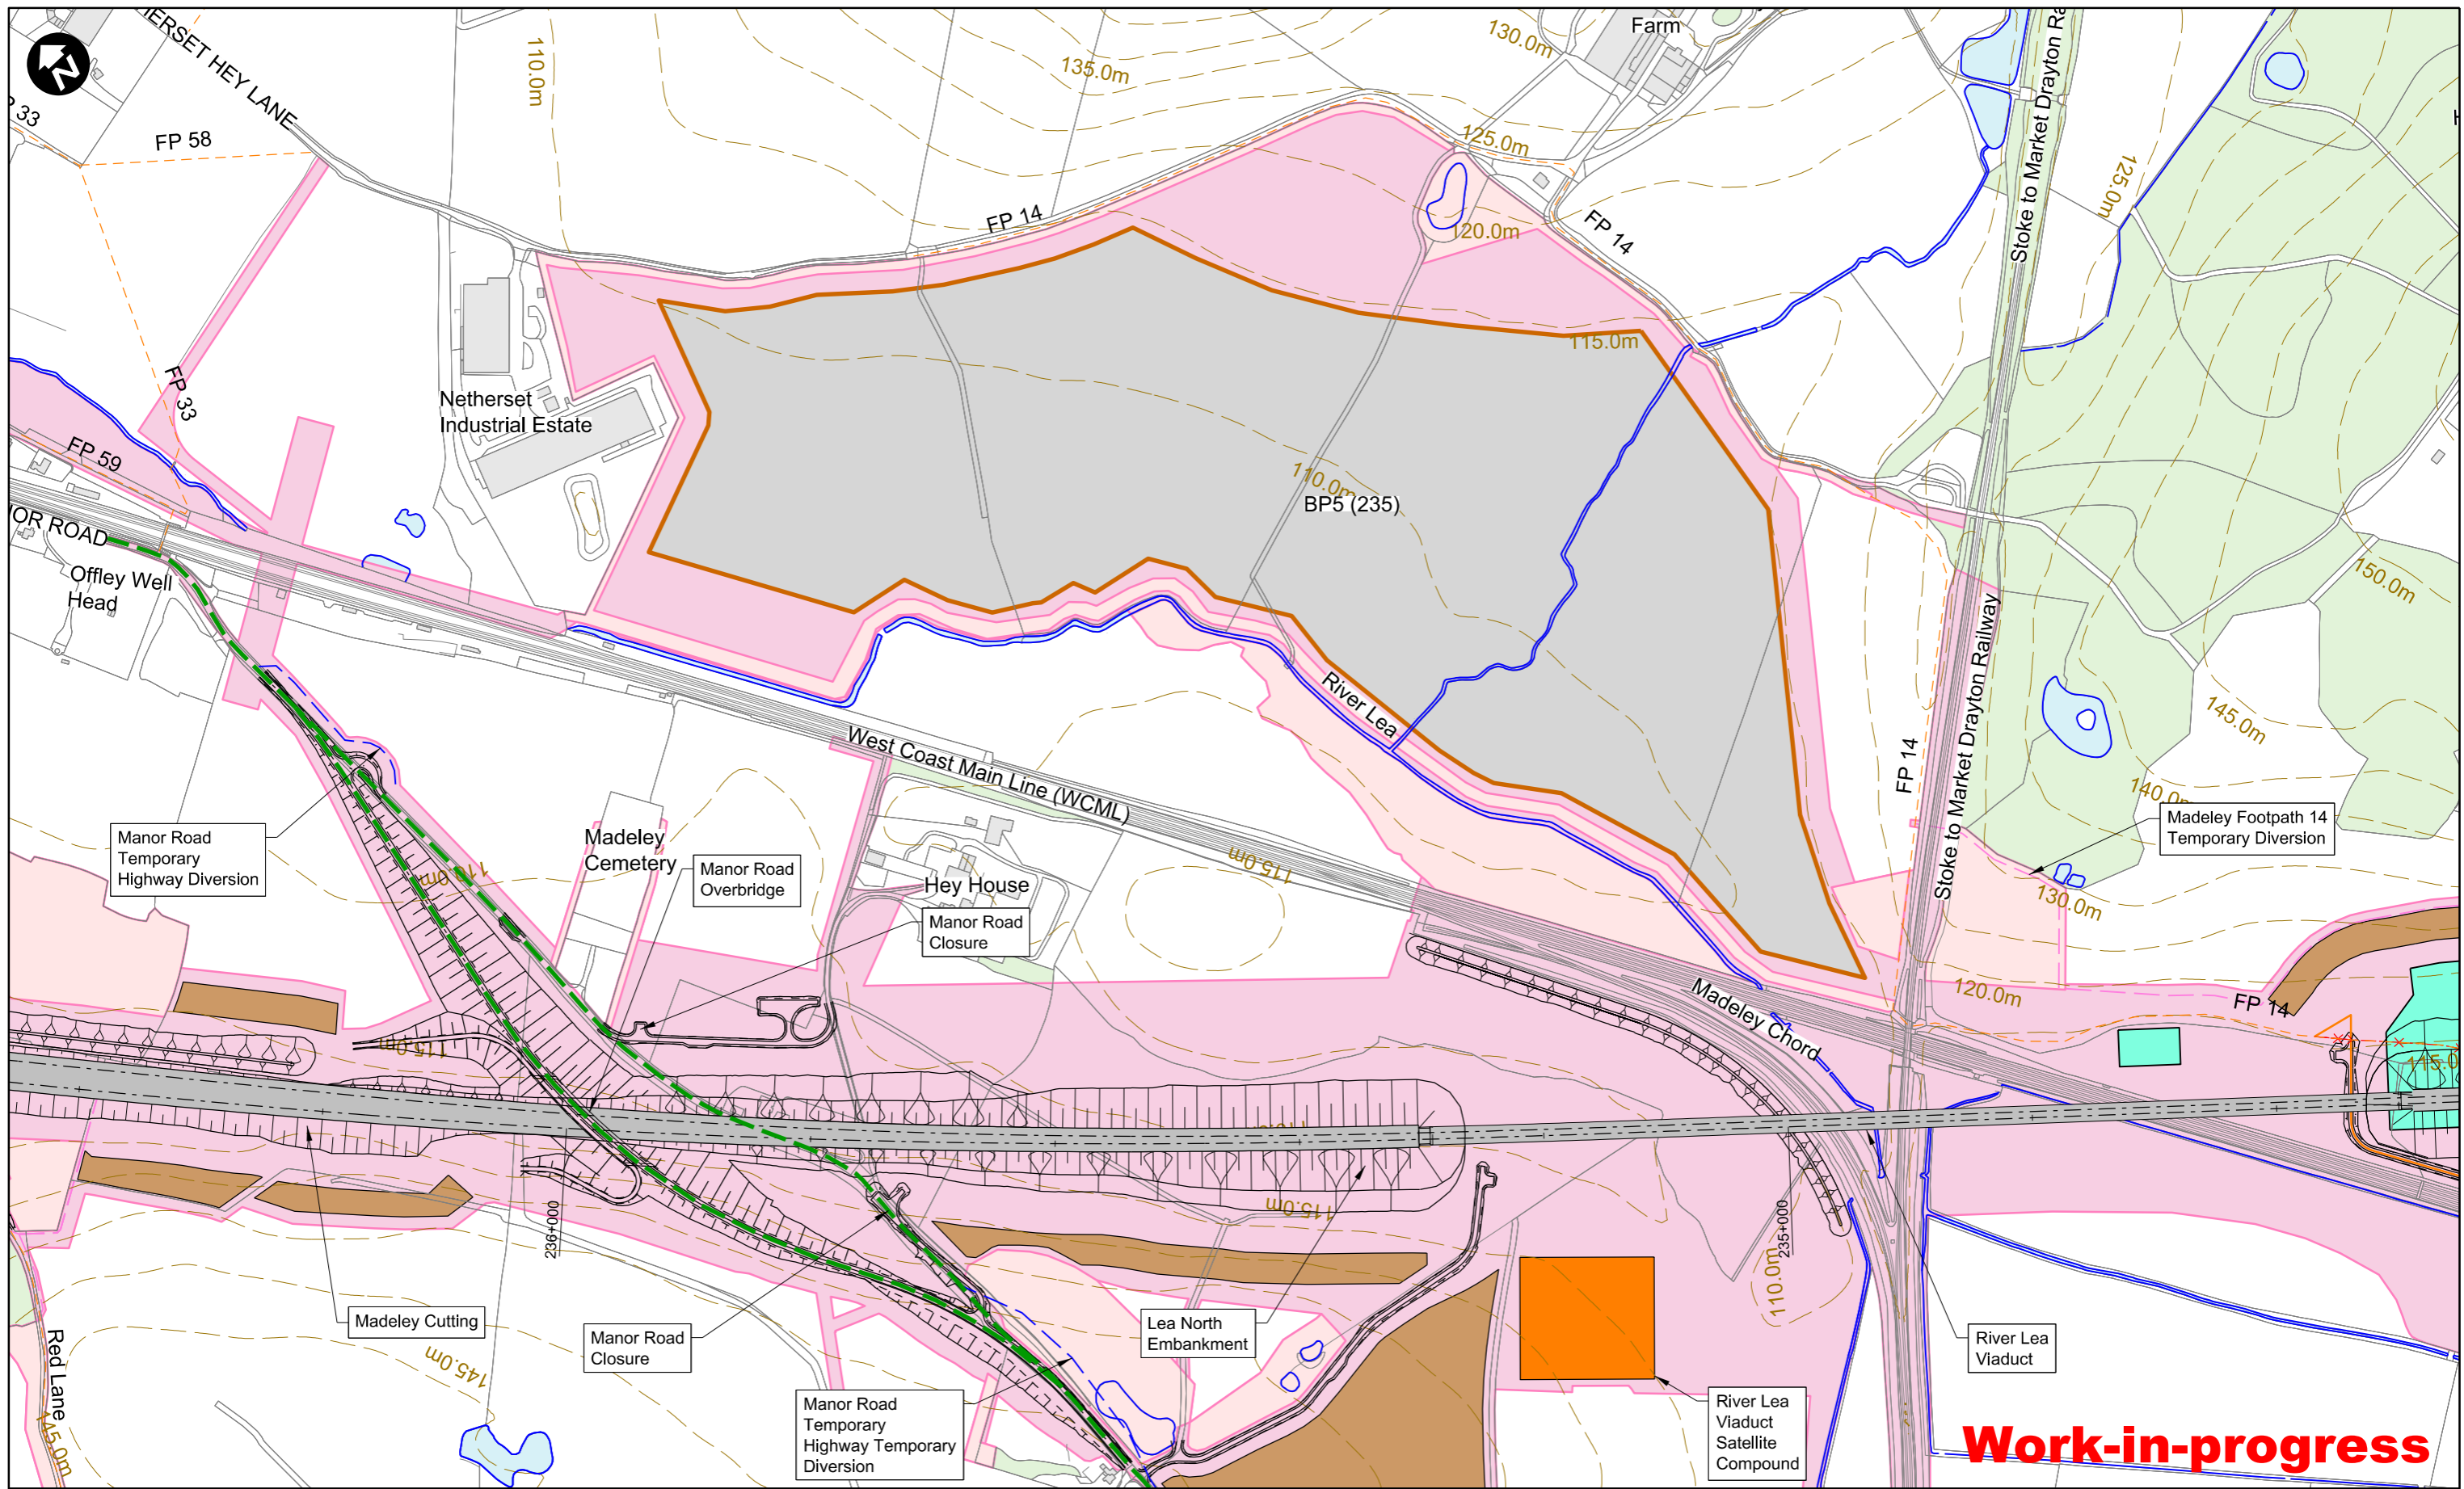 N
Farm
130.0m
110.0m
135.0m
33
FP 58
125.0m
FP 14
120.0m
FP 14
Stoke to Market Drayton
125.0m
115.0m
FP 33
Netherset
Industrial Estate
FP 59
110.0m
BP5 (235)
ROAD
Offley Well
Head
150.0m
River Lea
145.0m
West Coast Main Line (WCML)
FP 14
Stoke to Market Drayton Railway
140.0m
Manor Road
Temporary
Highway Diversion
Madeley
Cemetery
Manor Road
Overbridge
Hey House
115.0m
Manor Road
Closure
Madeley Footpath 14
Temporary Diversion
130.0m
120.0m
FP 14
Madeley Chord
115.0m
115.0m
236+000
235+000
110.0m
Madeley Cutting
Manor Road
Closure
Lea North
Embankment
River Lea
Viaduct
Red Lane
145.0m
145.0m
Manor Road
Temporary
Highway Temporary
Diversion
River Lea
Viaduct
Satellite
Compound
Work-in-progress